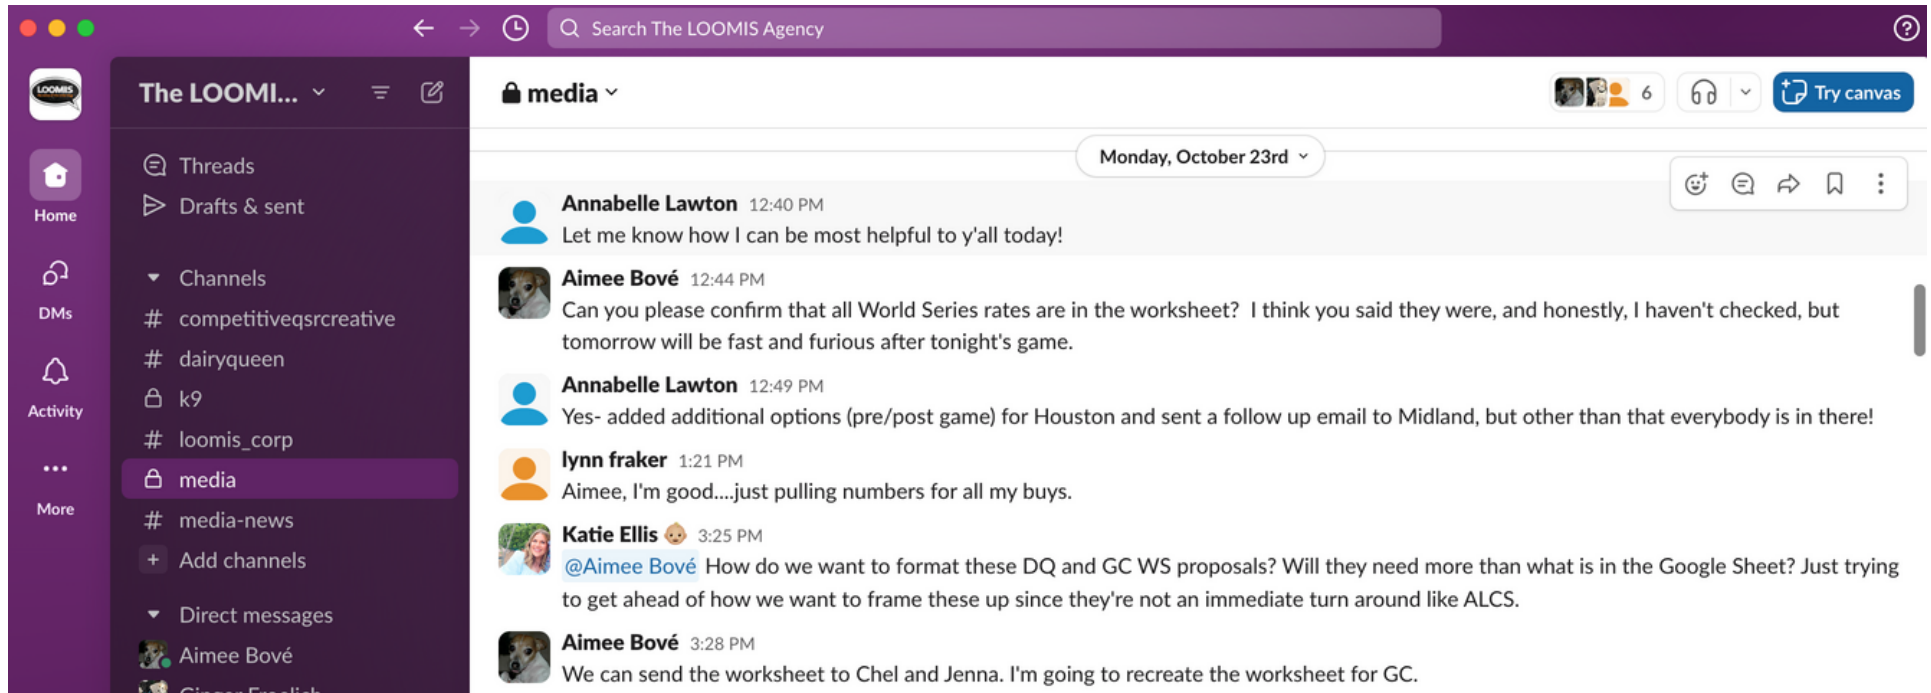 Search The LOOMIS Agency
LOOMIS
The LOOMI...
media
6
Try canvas
Home
DMs
Activity
More
Threads
Drafts & sent
Channels
# competitiveqsrcreative
# dairyqueen
k9
# loomis_corp
media
# media-news
+ Add channels
Direct messages
Aimee Bové
Monday, October 23rd
Annabelle Lawton 12:40 PM
Let me know how I can be most helpful to y'all today!
Aimee Bové 12:44 PM
Can you please confirm that all World Series rates are in the worksheet? I think you said they were, and honestly, I haven't checked, but
tomorrow will be fast and furious after tonight's game.
Annabelle Lawton 12:49 PM
Yes- added additional options (pre/post game) for Houston and sent a follow up email to Midland, but other than that everybody is in there!
lynn fraker 1:21 PM
Aimee, I'm good....just pulling numbers for all my buys.
Katie Ellis 3:25 PM
@Aimee Bové How do we want to format these DQ and GC WS proposals? Will they need more than what is in the Google Sheet? Just trying
to get ahead of how we want to frame these up since they're not an immediate turn around like ALCS.
Aimee Bové 3:28 PM
We can send the worksheet to Chel and Jenna. I'm going to recreate the worksheet for GC.